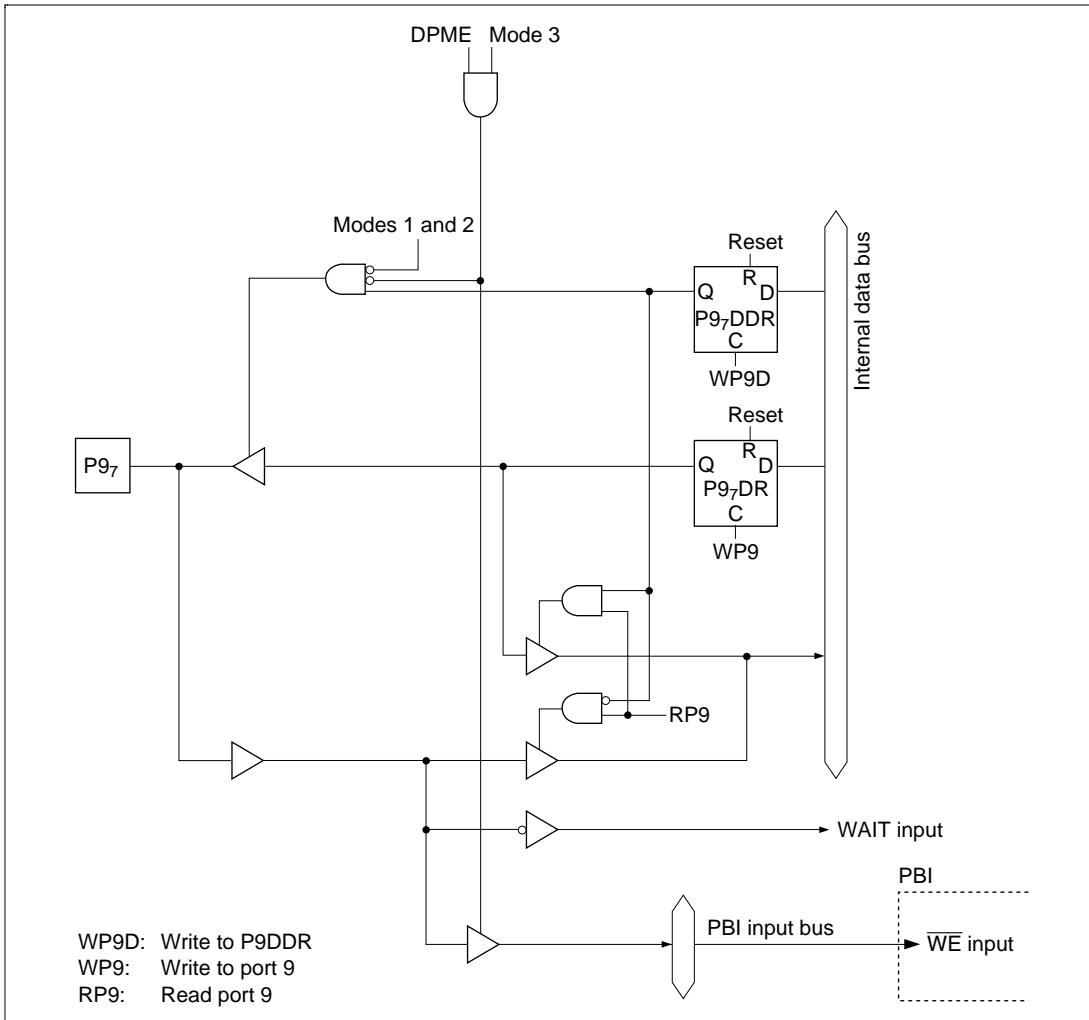 DPME Mode 3
Modes 1 and 2
Reset
R
Q D
P9₇DDR
C
WP9D
Internal data bus
Reset
R
Q D
P9₇DR
C
WP9
P9₇
RP9
WAIT input
PBI
PBI input bus
W̅E̅ input
WP9D: Write to P9DDR
WP9: Write to port 9
RP9: Read port 9